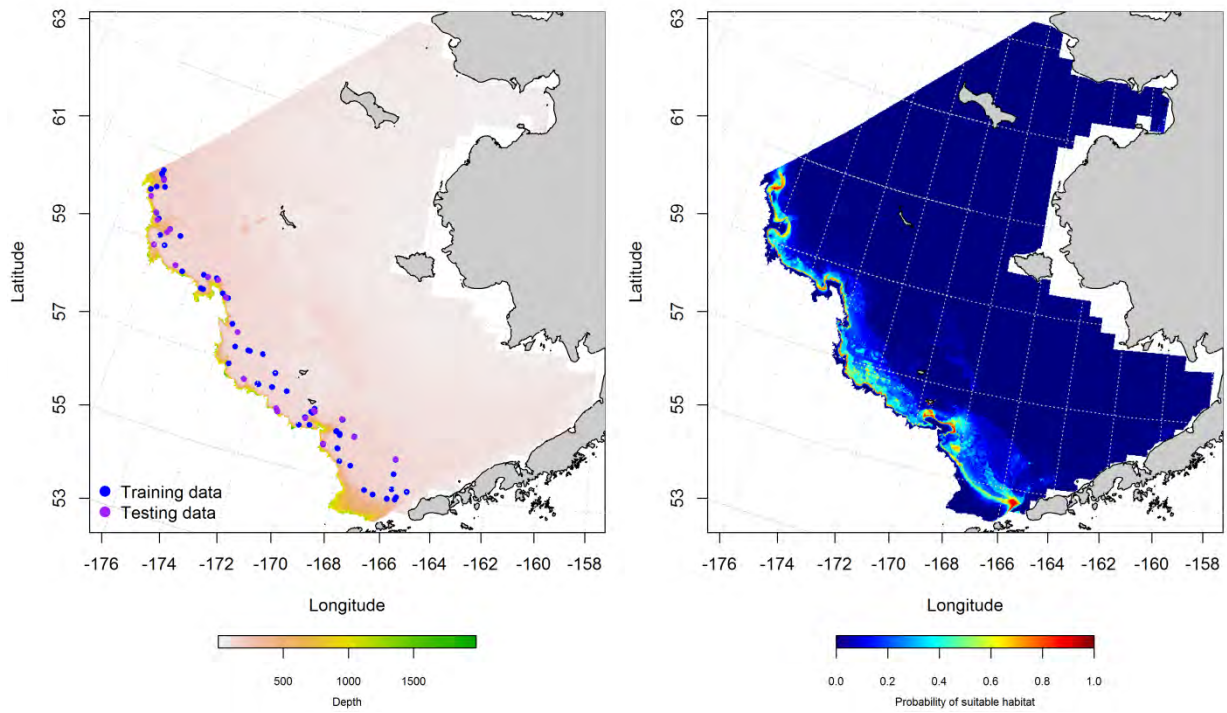 63
61
59
57
55
53
Latitude
Training data
Testing data
-176 -174 -172 -170 -168 -166 -164 -162 -160 -158
Longitude
500 1000 1500
Depth
63
61
59
57
55
53
Latitude
-176 -174 -172 -170 -168 -166 -164 -162 -160 -158
Longitude
0.0 0.2 0.4 0.6 0.8 1.0
Probability of suitable habitat